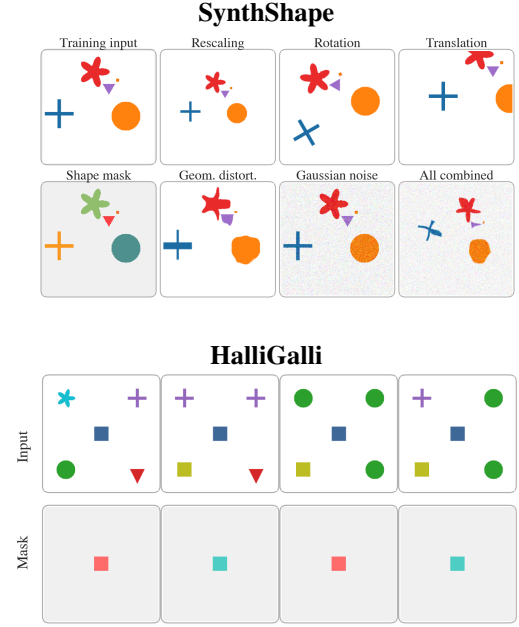 SynthShape
Training input
Rescaling
Rotation
Translation
Shape mask
Geom. distort.
Gaussian noise
All combined
HalliGalli
Input
Mask